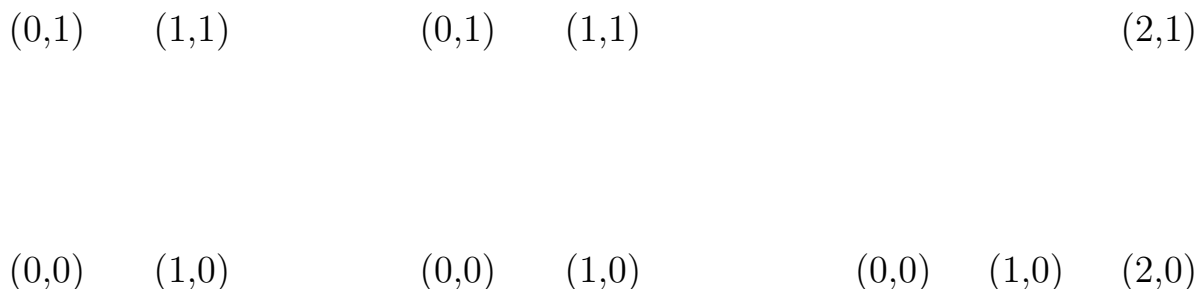 (0,1) (1,1) (0,1) (1,1) (2,1)
(0,0) (1,0) (0,0) (1,0) (0,0) (1,0) (2,0)